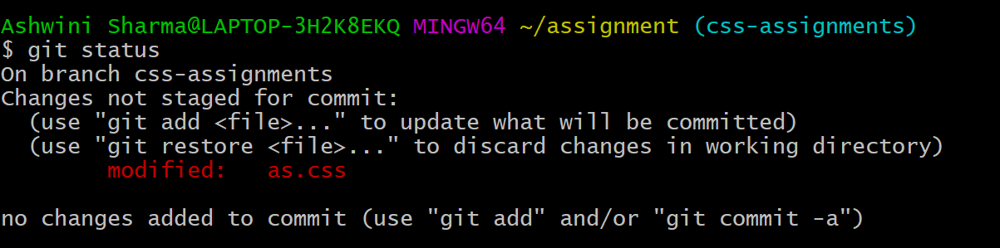 Ashwini Sharma@LAPTOP-3H2K8EKQ MINGW64 ~/assignment (css-assignments)
$ git status
On branch css-assignments
Changes not staged for commit:
  (use "git add <file>..." to update what will be committed)
  (use "git restore <file>..." to discard changes in working directory)
        modified:   as.css

no changes added to commit (use "git add" and/or "git commit -a")